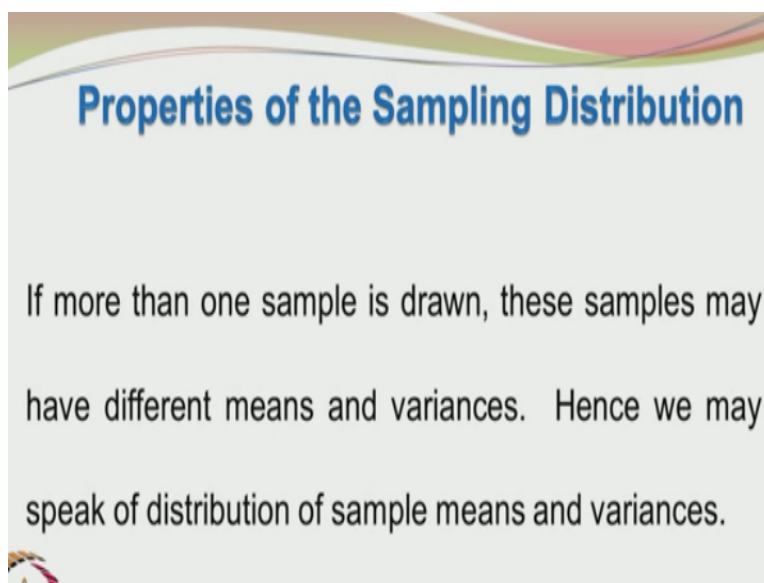 Properties of the Sampling Distribution
If more than one sample is drawn, these samples may
have different means and variances. Hence we may
speak of distribution of sample means and variances.